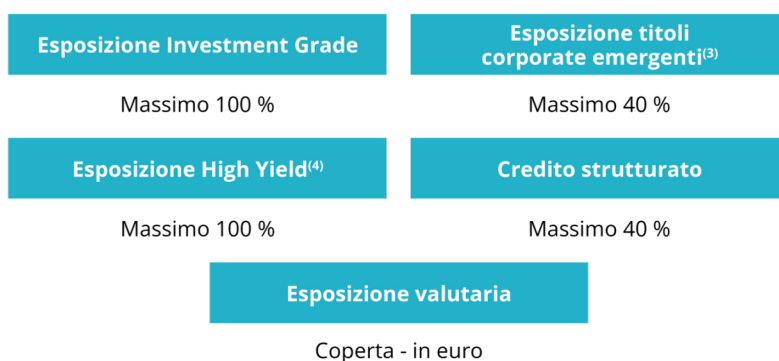 Esposizione Investment Grade
Esposizione titoli
corporate emergenti(3)
Massimo 100 %
Massimo 40 %
Esposizione High Yield(4)
Credito strutturato
Massimo 100 %
Massimo 40 %
Esposizione valutaria
Coperta - in euro